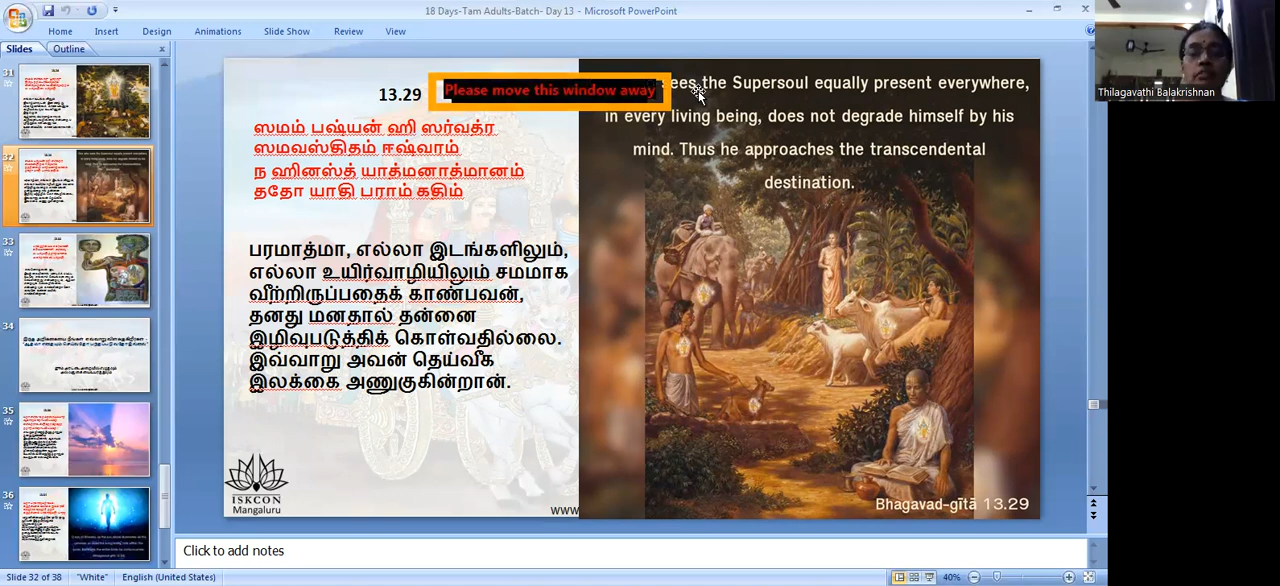 18 Days-Tam Adults-Batch- Day 13 - Microsoft PowerPoint
Home Insert Design Animations Slide Show Review View
Slides Outline
31
32
33
34
35
36
13.29
Please move this window away
ஸமம் பஷ்யன் ஹி ஸர்வத்ர
ஸமவஸ்திதம் ஈஷ்வரம்
ந ஹினஸ்த் யாத்மனாத்மானம்
ததோ யாதி பராம் கதிம்
பரமாத்மா, எல்லா இடங்களிலும்,
எல்லா உயிர்வாழியிலும் சமமாக
வீற்றிருப்பதைக் காண்பவன்,
தனது மனதால் தன்னை
இழிவுபடுத்திக் கொள்வதில்லை.
இவ்வாறு அவன் தெய்வீக
இலக்கை அணுகுகின்றான்.
ISKCON
Mangaluru
www
sees the Supersoul equally present everywhere,
in every living being, does not degrade himself by his
mind. Thus he approaches the transcendental
destination.
Bhagavad-gītā 13.29
Thilagavathi Balakrishnan
Click to add notes
Slide 32 of 38 "White" English (United States) 40%